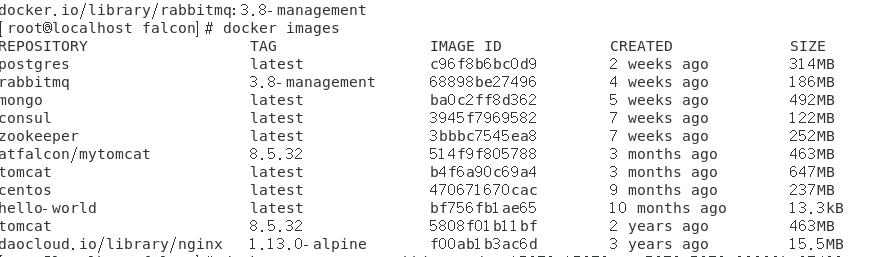 docker.io/library/rabbitmq:3.8-management
[root@localhost falcon]# docker images
REPOSITORY TAG IMAGE ID CREATED SIZE
postgres latest c96f8b6bc0d9 2 weeks ago 314MB
rabbitmq 3.8-management 68898be27496 4 weeks ago 186MB
mongo latest ba0c2ff8d362 5 weeks ago 492MB
consul latest 3945f7969582 7 weeks ago 122MB
zookeeper latest 3bbbc7545ea8 7 weeks ago 252MB
atfalcon/mytomcat 8.5.32 514f9f805788 3 months ago 463MB
tomcat latest b4f6a90c69a4 3 months ago 647MB
centos latest 470671670cac 9 months ago 237MB
hello-world latest bf756fb1ae65 10 months ago 13.3kB
tomcat 8.5.32 5808f01b11bf 2 years ago 463MB
daocloud.io/library/nginx 1.13.0-alpine f00ab1b3ac6d 3 years ago 15.5MB